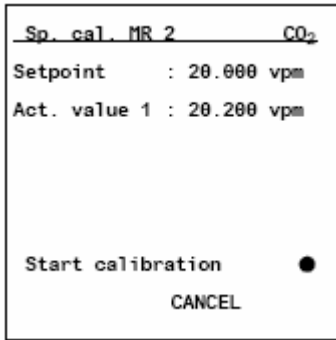 Sp. cal. MR 2 CO₂
Setpoint : 20.000 vpm
Act. value 1 : 20.200 vpm
Start calibration ●
CANCEL